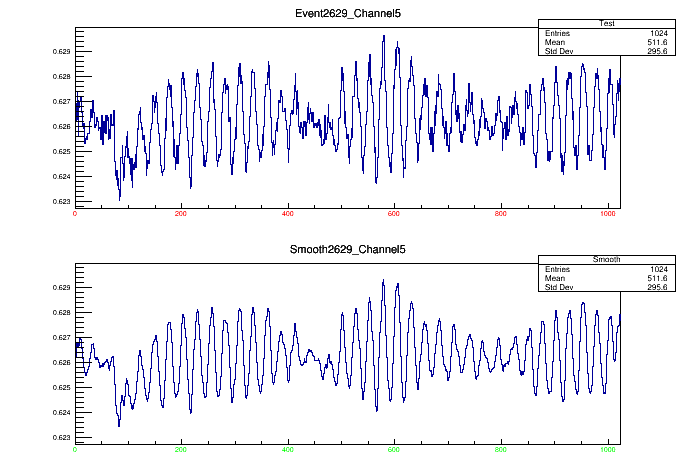 Event2629_Channel5
Test
Entries 1024
Mean 511.6
Std Dev 295.6
0.629
0.628
0.627
0.626
0.625
0.624
0.623
0 200 400 600 800 1000
Smooth2629_Channel5
Smooth
Entries 1024
Mean 511.6
Std Dev 295.6
0.629
0.628
0.627
0.626
0.625
0.624
0.623
0 200 400 600 800 1000